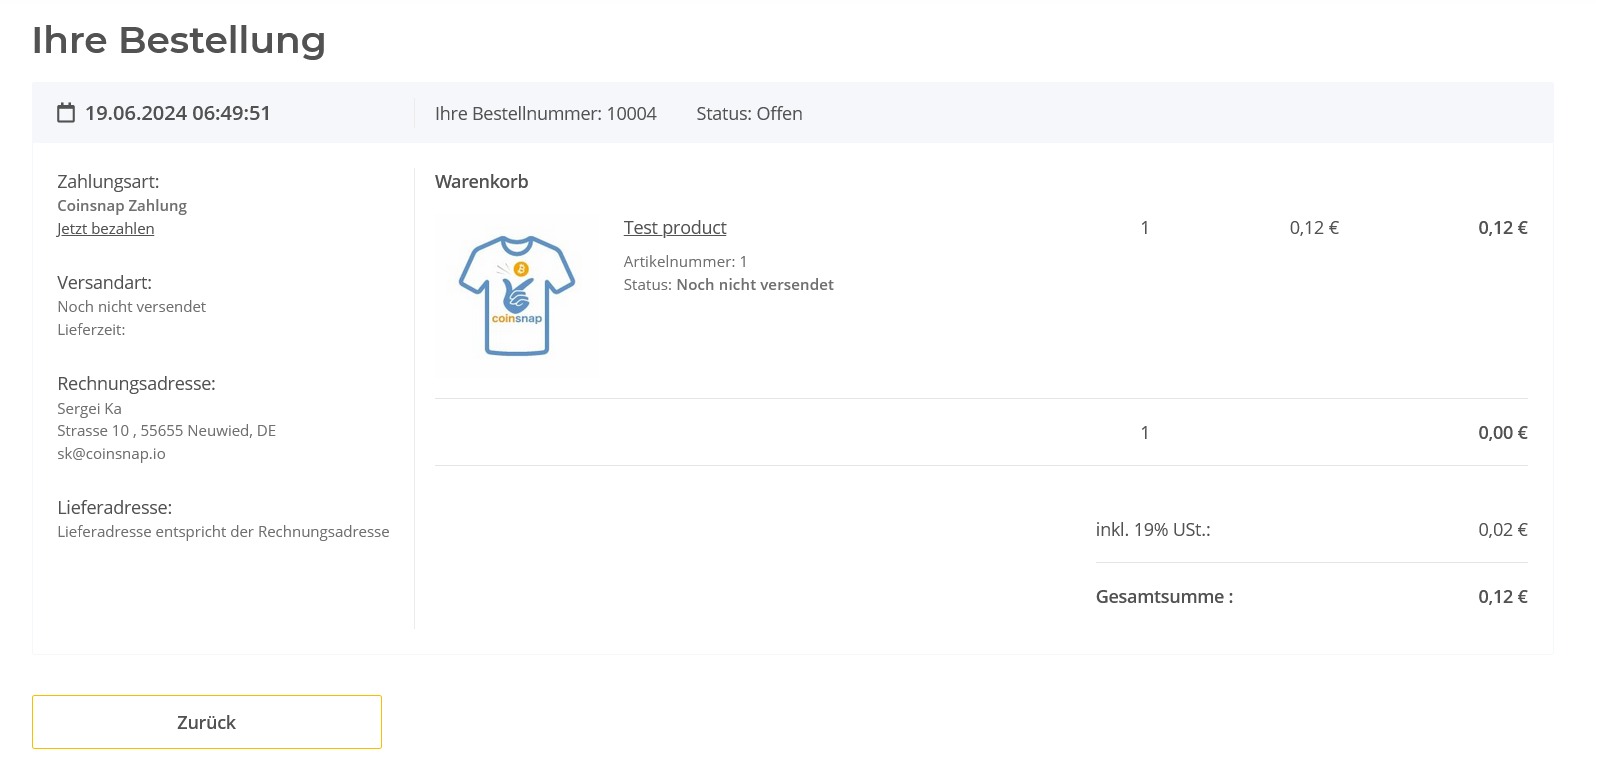 Ihre Bestellung
19.06.2024 06:49:51
Ihre Bestellnummer: 10004
Status: Offen
Zahlungsart:
Coinsnap Zahlung
Jetzt bezahlen
Versandart:
Noch nicht versendet
Lieferzeit:
Rechnungsadresse:
Sergei Ka
Strasse 10 , 55655 Neuwied, DE
sk@coinsnap.io
Lieferadresse:
Lieferadresse entspricht der Rechnungsadresse
Warenkorb
coinsnap
Test product 1 0,12 € 0,12 €
Artikelnummer: 1
Status: Noch nicht versendet
1 0,00 €
inkl. 19% USt.: 0,02 €
Gesamtsumme : 0,12 €
Zurück